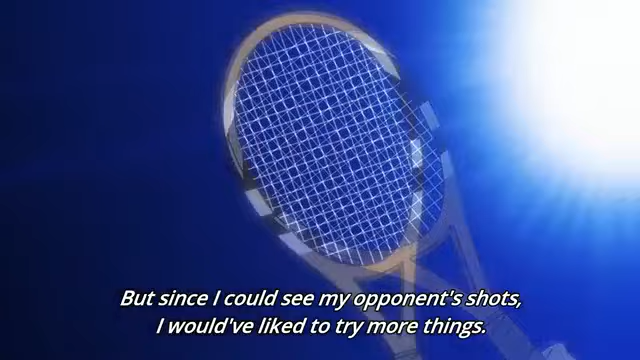 But since I could see my opponent's shots,
I would've liked to try more things.